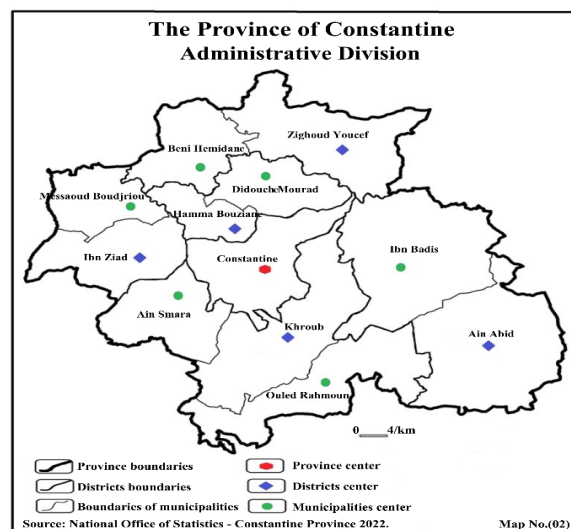 The Province of Constantine
Administrative Division
Zighoud Youcef
Beni Hemidane
Didouche Mourad
Messaoud Boudjriou
Hamma Bouziane
Ibn Ziad
Constantine
Ibn Badis
Ain Smara
Khroub
Ain Abid
Ouled Rahmoun
0 4/km
Province boundaries
Province center
Districts boundaries
Districts center
Boundaries of municipalities
Municipalities center
Source: National Office of Statistics - Constantine Province 2022. Map No.(02)